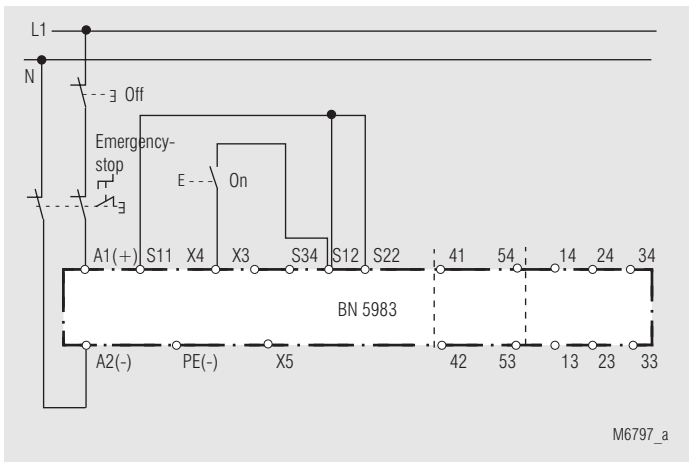 L1
N
Off
Emergency-
stop
E
On
A1(+) S11 X4 X3 S34 S12 S22 41 54 14 24 34
BN 5983
A2(-) PE(-) X5 42 53 13 23 33
M6797_a